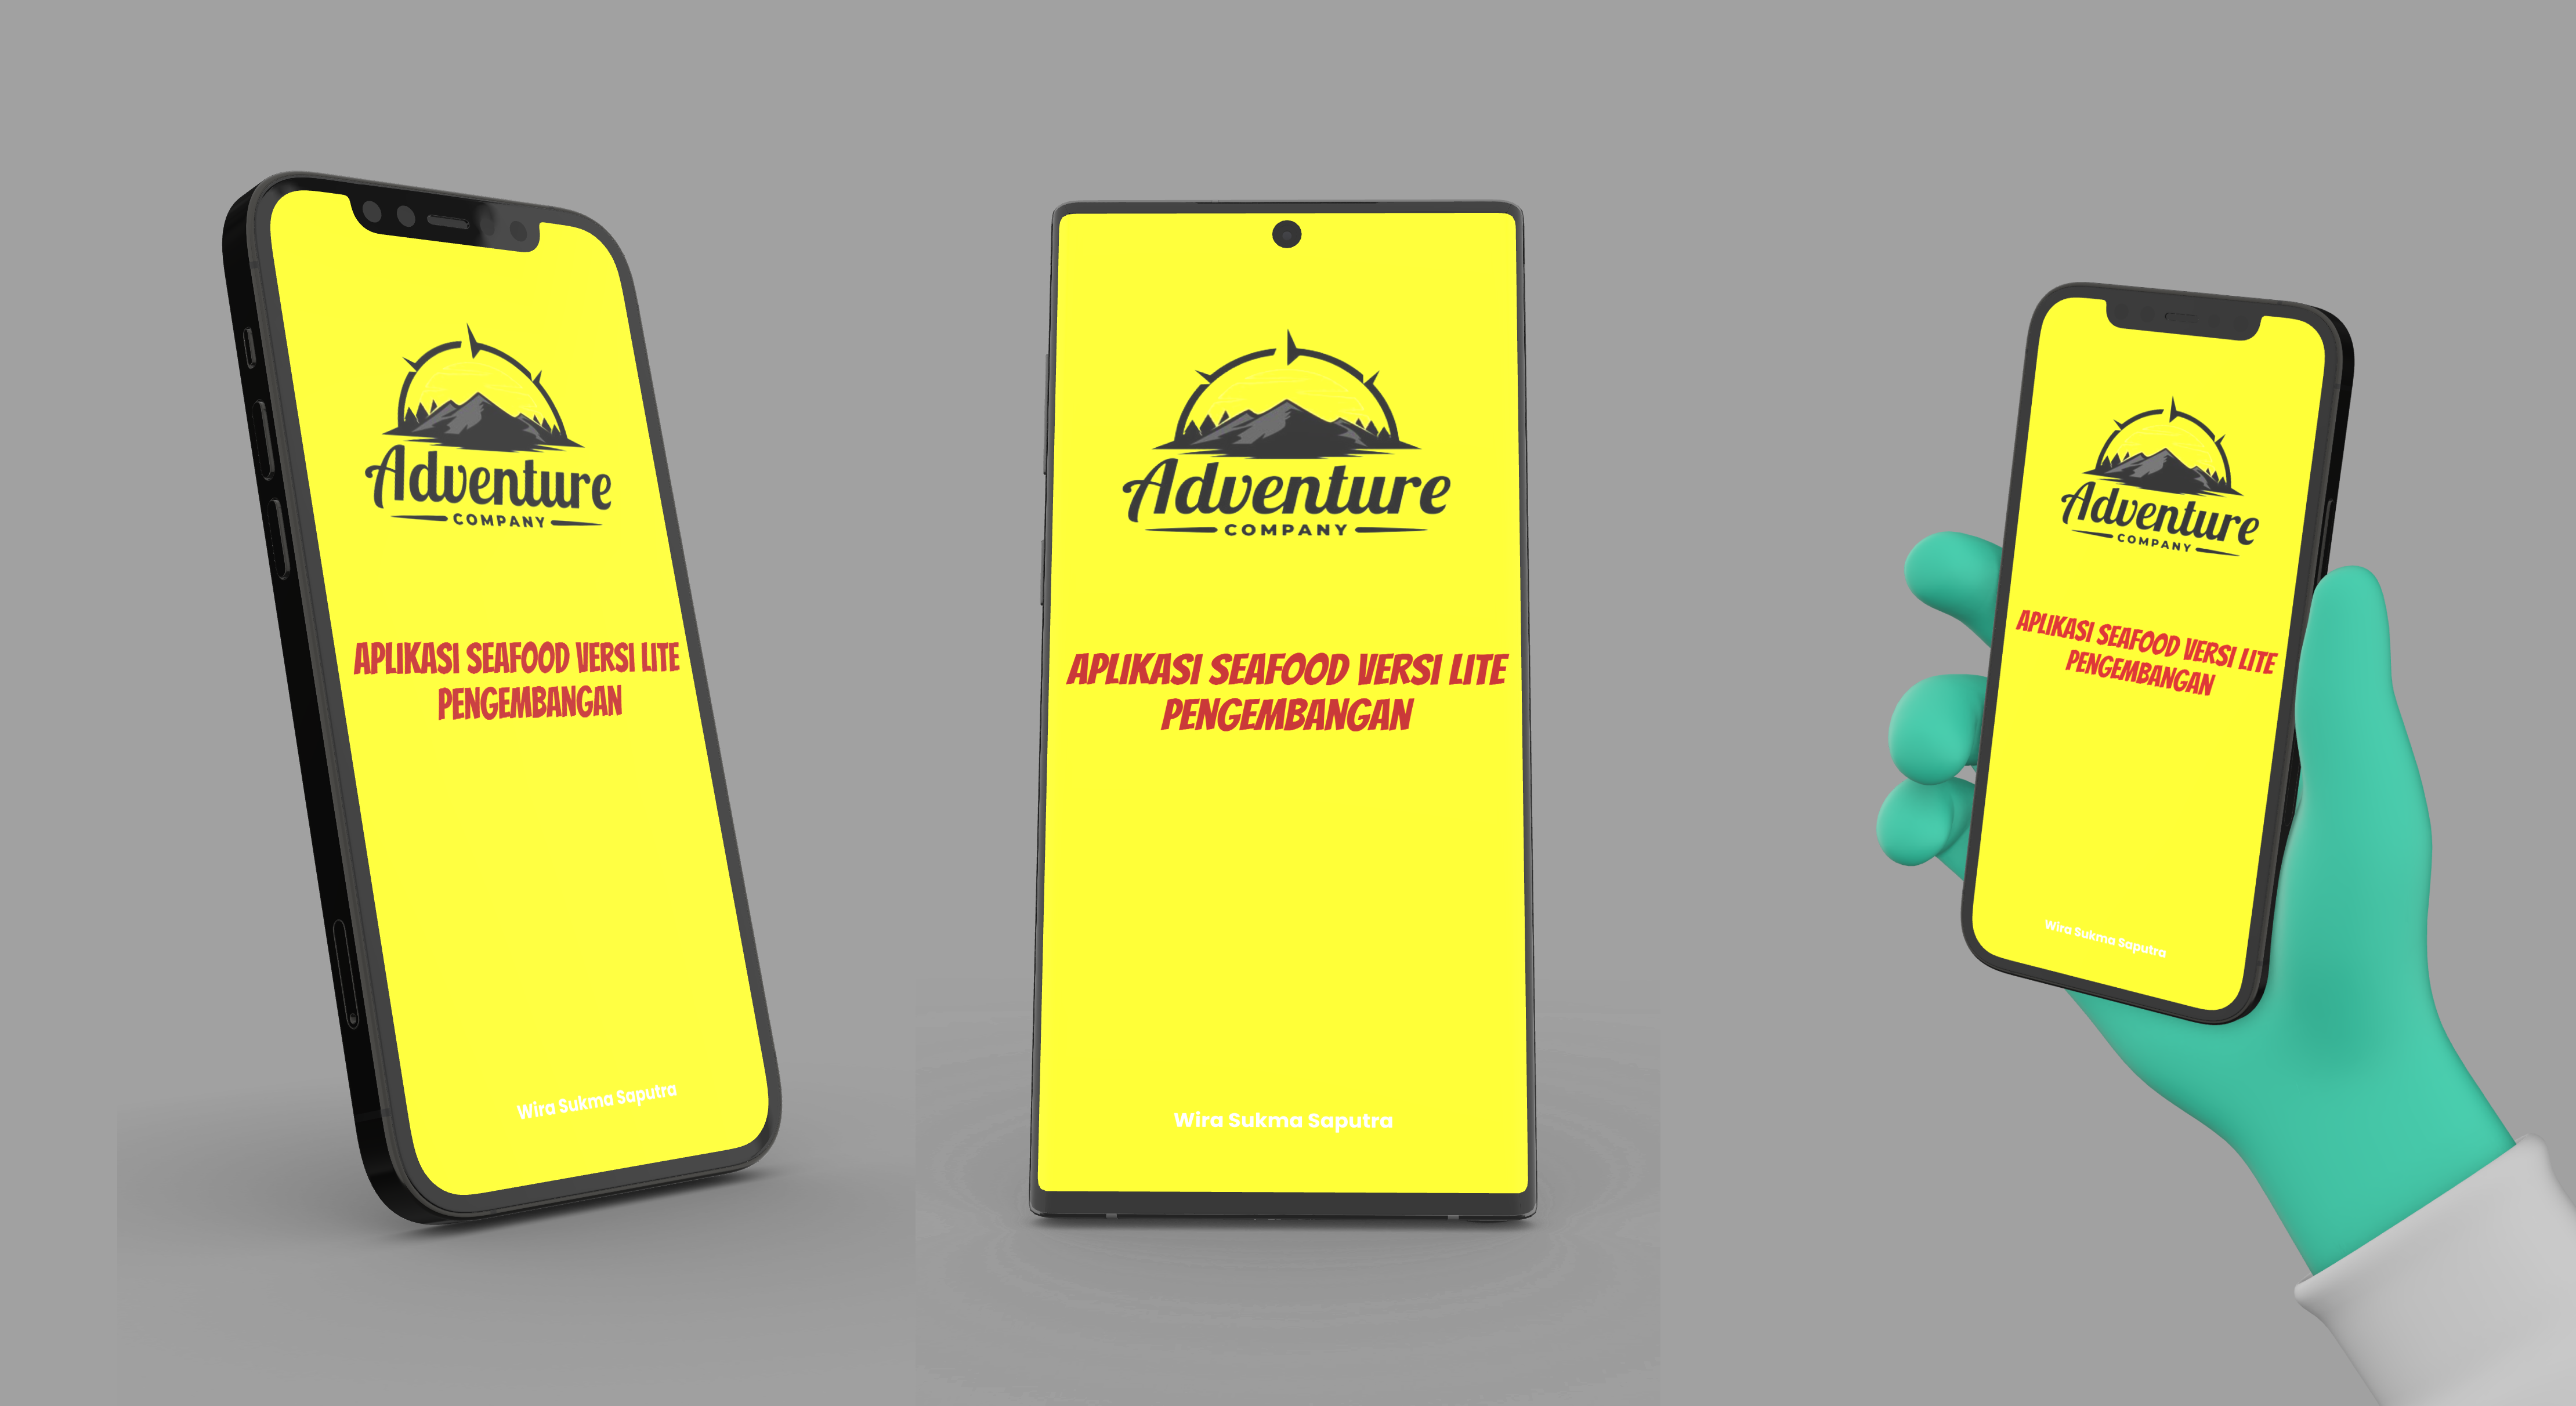 Adventure
COMPANY
APLIKASI SEAFOOD VERSI LITE
PENGEMBANGAN
Wira Sukma Saputra
Adventure
COMPANY
APLIKASI SEAFOOD VERSI LITE
PENGEMBANGAN
Wira Sukma Saputra
Adventure
COMPANY
APLIKASI SEAFOOD VERSI LITE
PENGEMBANGAN
Wira Sukma Saputra